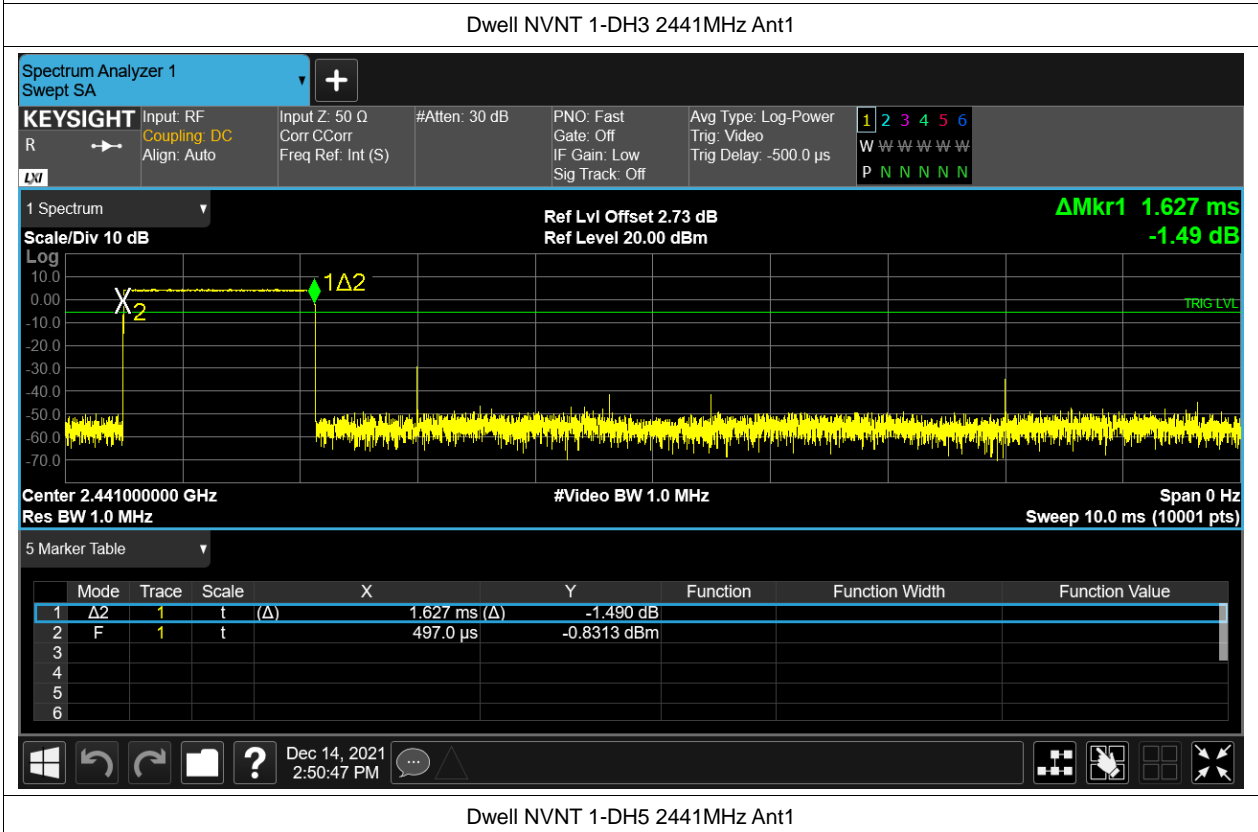 Dwell NVNT 1-DH3 2441MHz Ant1
Spectrum Analyzer 1
Swept SA
KEYSIGHT
R
LXI
Input: RF
Coupling: DC
Align: Auto
Input Z: 50 Ω
Corr CCorr
Freq Ref: Int (S)
#Atten: 30 dB
PNO: Fast
Gate: Off
IF Gain: Low
Sig Track: Off
Avg Type: Log-Power
Trig: Video
Trig Delay: -500.0 µs
1 2 3 4 5 6
W W W W W W
P N N N N N
1 Spectrum
Scale/Div 10 dB
Ref Lvl Offset 2.73 dB
Ref Level 20.00 dBm
ΔMkr1 1.627 ms
-1.49 dB
Log
10.0
0.00
-10.0
-20.0
-30.0
-40.0
-50.0
-60.0
-70.0
1Δ2
X2
TRIG LVL
Center 2.441000000 GHz
#Video BW 1.0 MHz
Span 0 Hz
Res BW 1.0 MHz
Sweep 10.0 ms (10001 pts)
5 Marker Table
Mode Trace Scale X Y Function Function Width Function Value
1 Δ2 1 t (Δ) 1.627 ms (Δ) -1.490 dB
2 F 1 t 497.0 µs -0.8313 dBm
3
4
5
6
?
Dec 14, 2021
2:50:47 PM
Dwell NVNT 1-DH5 2441MHz Ant1